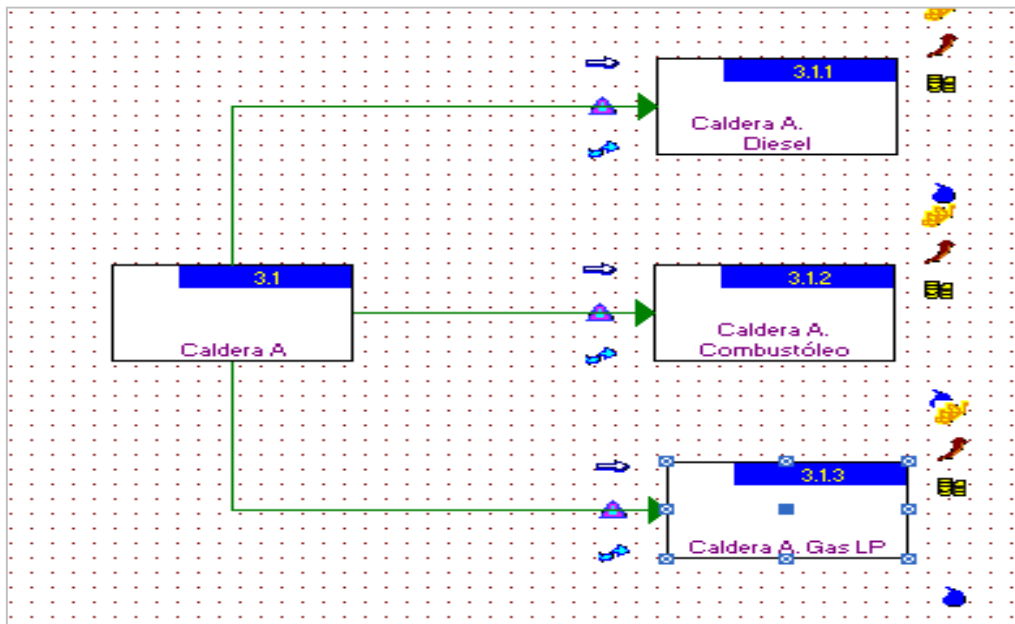 3.1.1
Caldera A.
Diesel
3.1
Caldera A
3.1.2
Caldera A.
Combustóleo
3.1.3
Caldera A. Gas LP